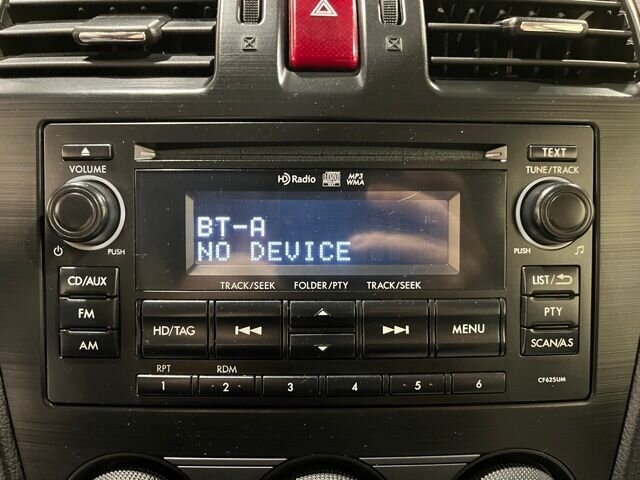 VOLUME
TEXT
TUNE/TRACK
HD Radio
MP3
WMA
BT-A
NO DEVICE
PUSH
PUSH
TRACK/SEEK FOLDER/PTY TRACK/SEEK
CD/AUX
LIST/
FM
HD/TAG
MENU
PTY
AM
SCAN/A.S
RPT RDM
1 2 3 4 5 6
CF625UM